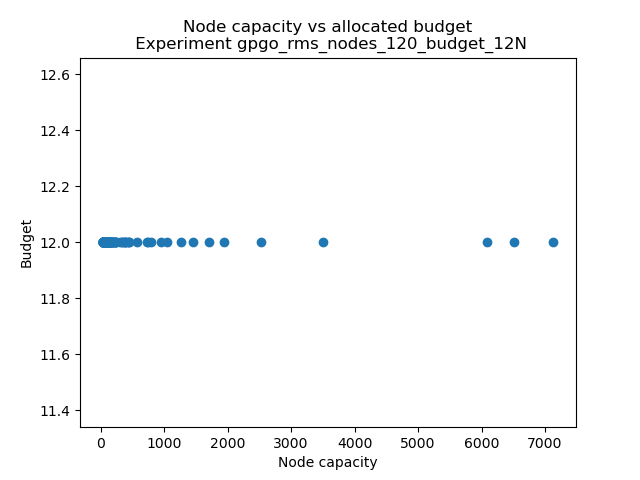 Node capacity vs allocated budget
Experiment gpgo_rms_nodes_120_budget_12N
12.6
12.4
12.2
12.0
11.8
11.6
11.4
Budget
0 1000 2000 3000 4000 5000 6000 7000
Node capacity